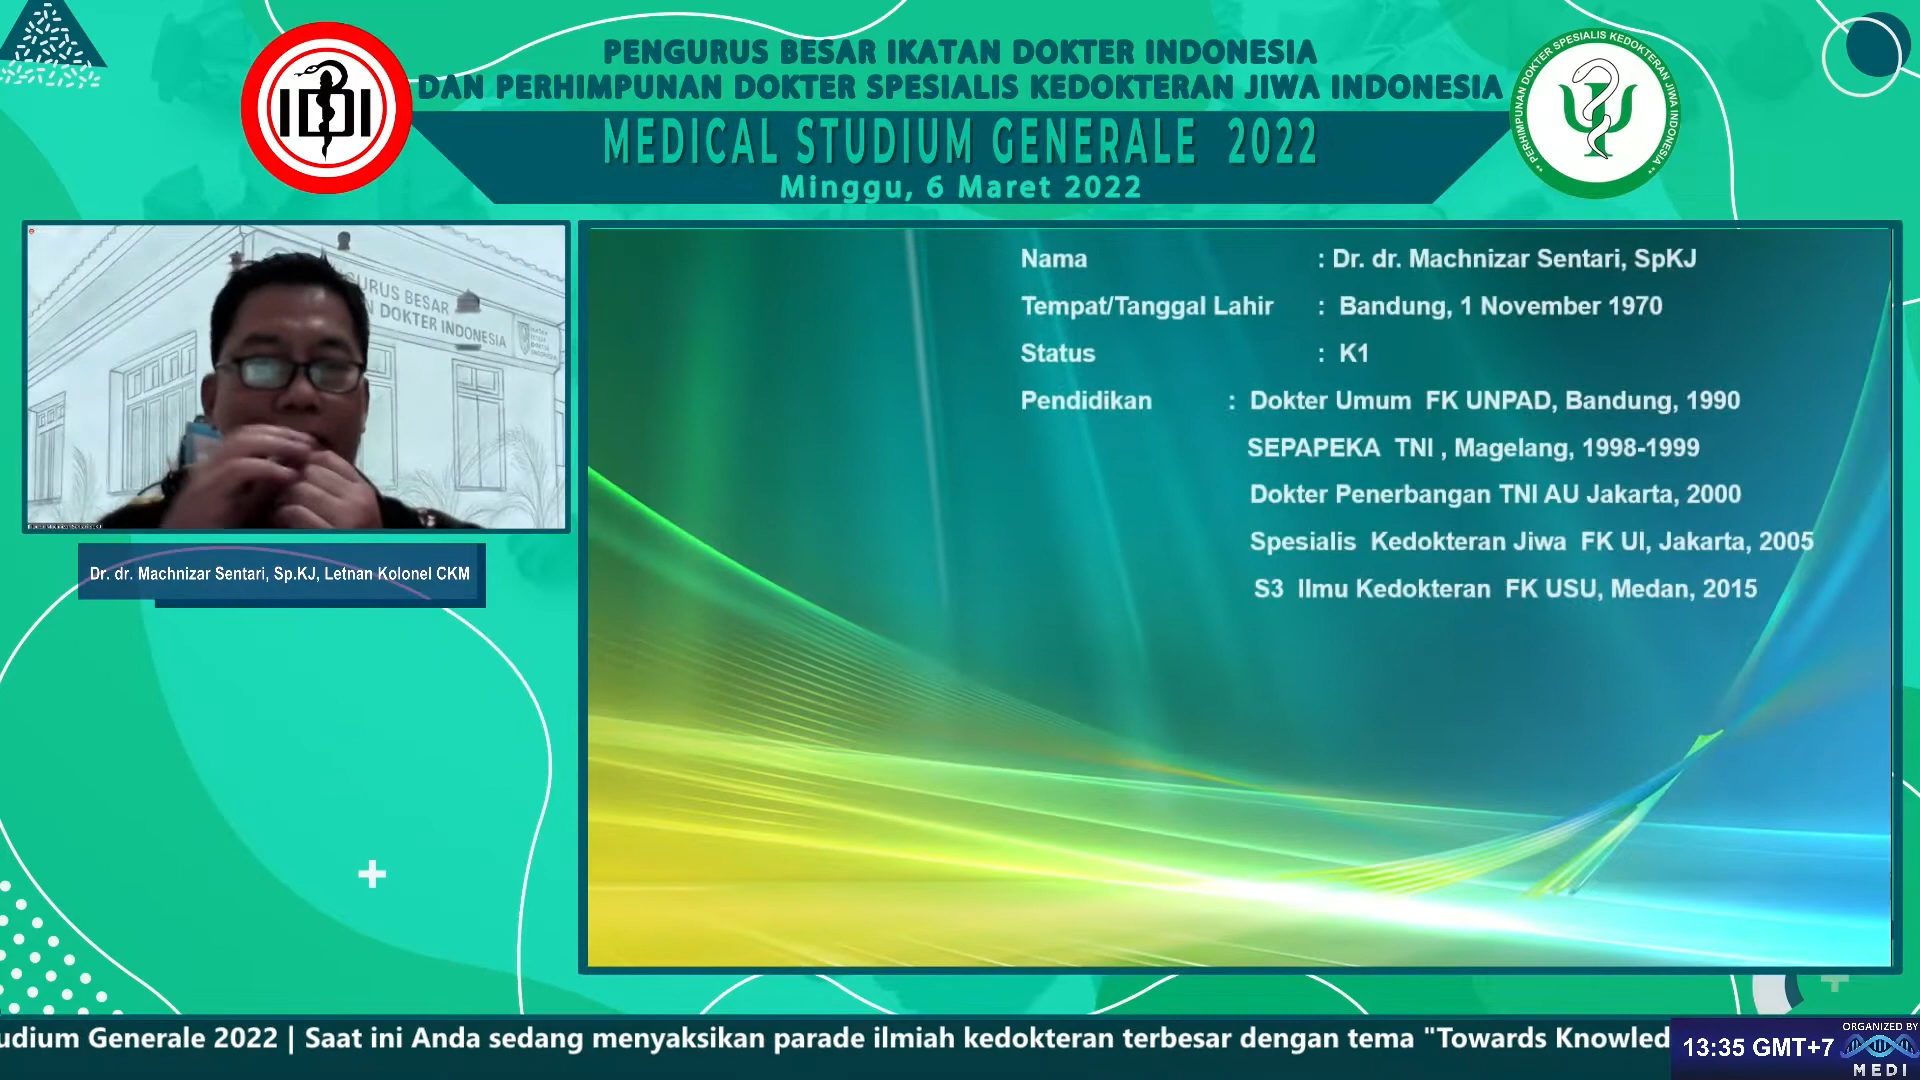 PENGURUS BESAR IKATAN DOKTER INDONESIA
DAN PERHIMPUNAN DOKTER SPESIALIS KEDOKTERAN JIWA INDONESIA
MEDICAL STUDIUM GENERALE 2022
Minggu, 6 Maret 2022
IDI
PERHIMPUNAN DOKTER SPESIALIS KEDOKTERAN JIWA INDONESIA
GURUS BESAR
N DOKTER INDONESIA
Dr. dr. Machnizar Sentari, Sp.KJ, Letnan Kolonel CKM
Nama : Dr. dr. Machnizar Sentari, SpKJ
Tempat/Tanggal Lahir : Bandung, 1 November 1970
Status : K1
Pendidikan : Dokter Umum FK UNPAD, Bandung, 1990
SEPAPEKA TNI , Magelang, 1998-1999
Dokter Penerbangan TNI AU Jakarta, 2000
Spesialis Kedokteran Jiwa FK UI, Jakarta, 2005
S3 Ilmu Kedokteran FK USU, Medan, 2015
udium Generale 2022 | Saat ini Anda sedang menyaksikan parade ilmiah kedokteran terbesar dengan tema "Towards Knowled
13:35 GMT+7
ORGANIZED BY
MEDI